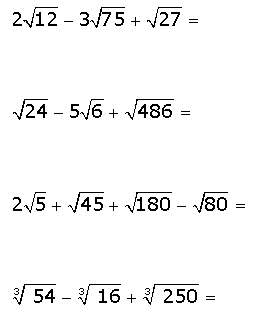 2√12 − 3√75 + √27 =
√24 − 5√6 + √486 =
2√5 + √45 + √180 − √80 =
∛54 − ∛16 + ∛250 =